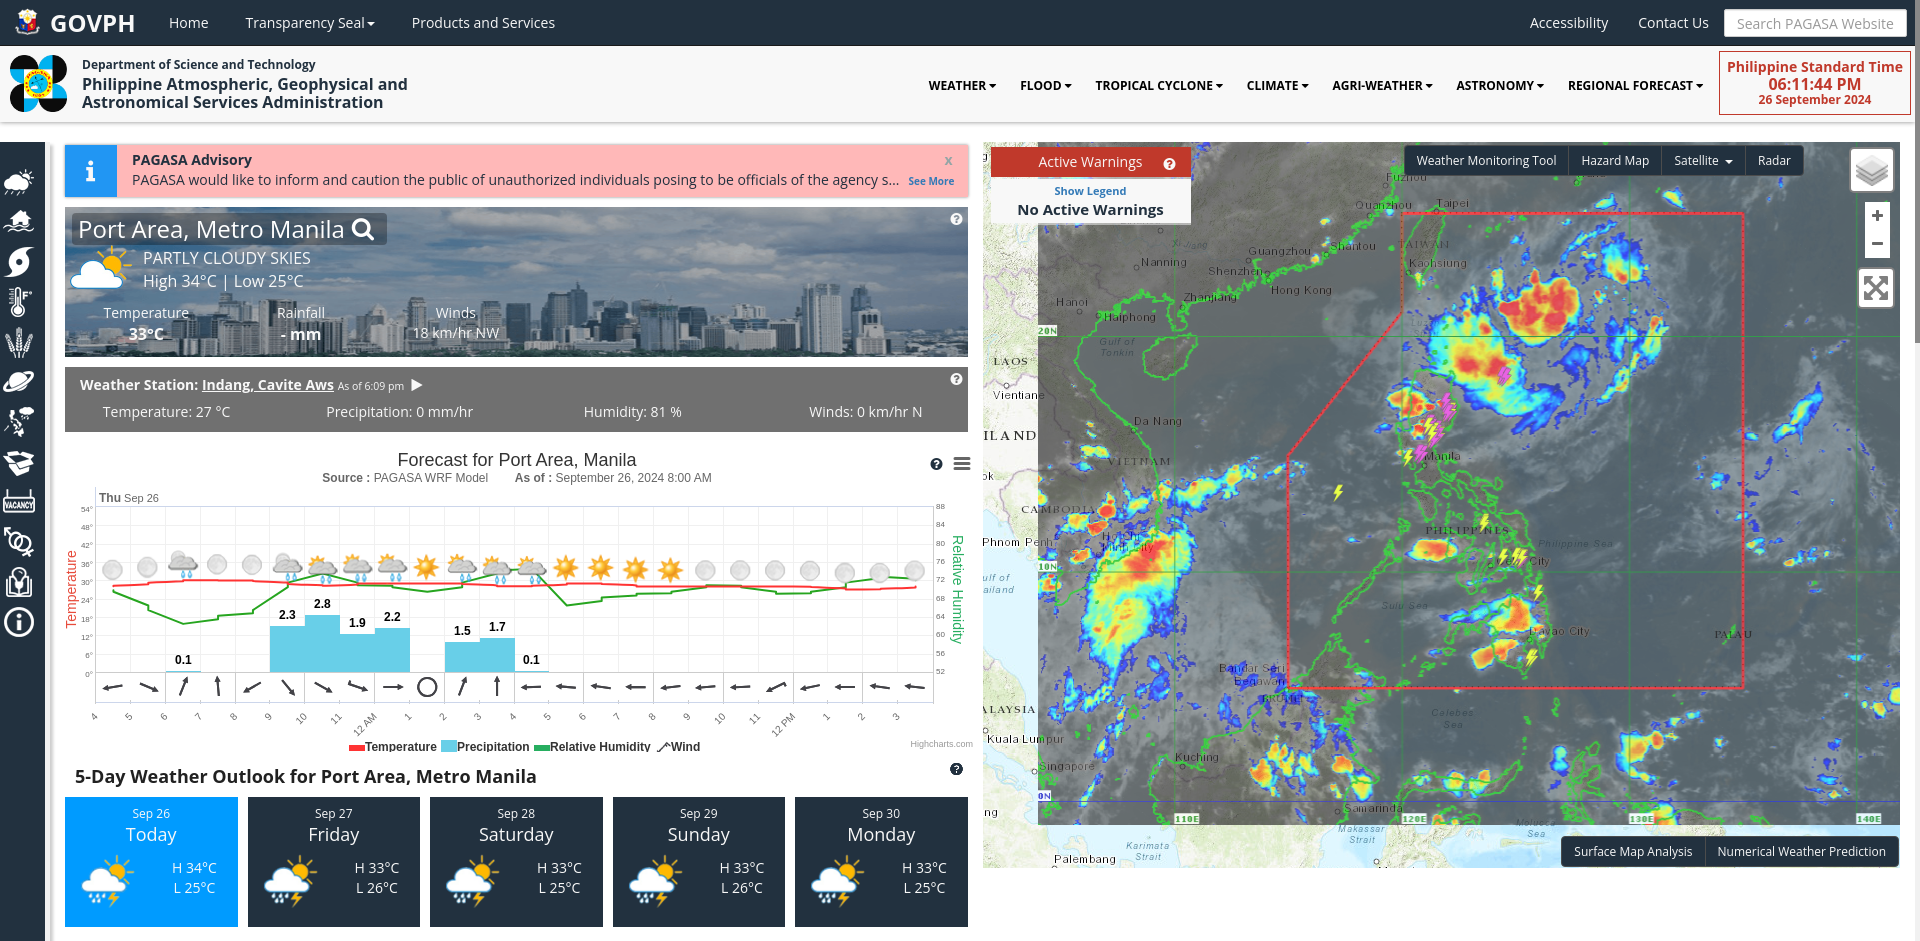 GOVPH
Home
Transparency Seal
Products and Services
Accessibility
Contact Us
Search PAGASA Website
Department of Science and Technology
Philippine Atmospheric, Geophysical and
Astronomical Services Administration
WEATHER
FLOOD
TROPICAL CYCLONE
CLIMATE
AGRI-WEATHER
ASTRONOMY
REGIONAL FORECAST
Philippine Standard Time
06:11:44 PM
26 September 2024
PAGASA Advisory
x
PAGASA would like to inform and caution the public of unauthorized individuals posing to be officials of the agency s... See More
Port Area, Metro Manila
PARTLY CLOUDY SKIES
High 34°C | Low 25°C
Temperature
33°C
Rainfall
- mm
Winds
18 km/hr NW
Weather Station: Indang, Cavite Aws As of 6:09 pm
Temperature: 27 °C
Precipitation: 0 mm/hr
Humidity: 81 %
Winds: 0 km/hr N
Forecast for Port Area, Manila
Source : PAGASA WRF Model As of : September 26, 2024 8:00 AM
Thu Sep 26
54°
48°
42°
36°
30°
24°
18°
12°
6°
0°
Temperature
88
84
80
76
72
68
64
60
56
52
Relative Humidity
0.1
2.3
2.8
1.9
2.2
1.5
1.7
0.1
4 5 6 7 8 9 10 11 12 AM 1 2 3 4 5 6 7 8 9 10 11 12 PM 1 2 3
Temperature Precipitation Relative Humidity Wind
Highcharts.com
5-Day Weather Outlook for Port Area, Metro Manila
Sep 26
Today
H 34°C
L 25°C
Sep 27
Friday
H 33°C
L 26°C
Sep 28
Saturday
H 33°C
L 25°C
Sep 29
Sunday
H 33°C
L 26°C
Sep 30
Monday
H 33°C
L 25°C
VACANCY
Active Warnings
Show Legend
No Active Warnings
Weather Monitoring Tool
Hazard Map
Satellite
Radar
+
−
Fuzhou
Quanzhou
Taipei
Xi Jiang
Guangzhou
Shantou
TAIWAN
Nanning
Shenzhen
Kaohsiung
Hong Kong
Hanoi
Zhanjiang
Haiphong
20N
Gulf of
Tonkin
LAOS
Vientiane
Da Nang
ILAND
VIETNAM
Manila
ok
CAMBODIA
Phnom Penh
Ho Chi
Minh City
PHILIPPINES
Philippine Sea
City
10N
ulf of
ailand
Sulu Sea
Davao City
PALAU
Bandar Seri
Begawan
BRUNEI
ALAYSIA
Celebes
Sea
Kuala Lumpur
Kuching
Singapore
0N
Samarinda
110E
120E
130E
140E
ng
Makassar
Strait
Molucca
Sea
Karimata
Strait
Palembang
Surface Map Analysis
Numerical Weather Prediction